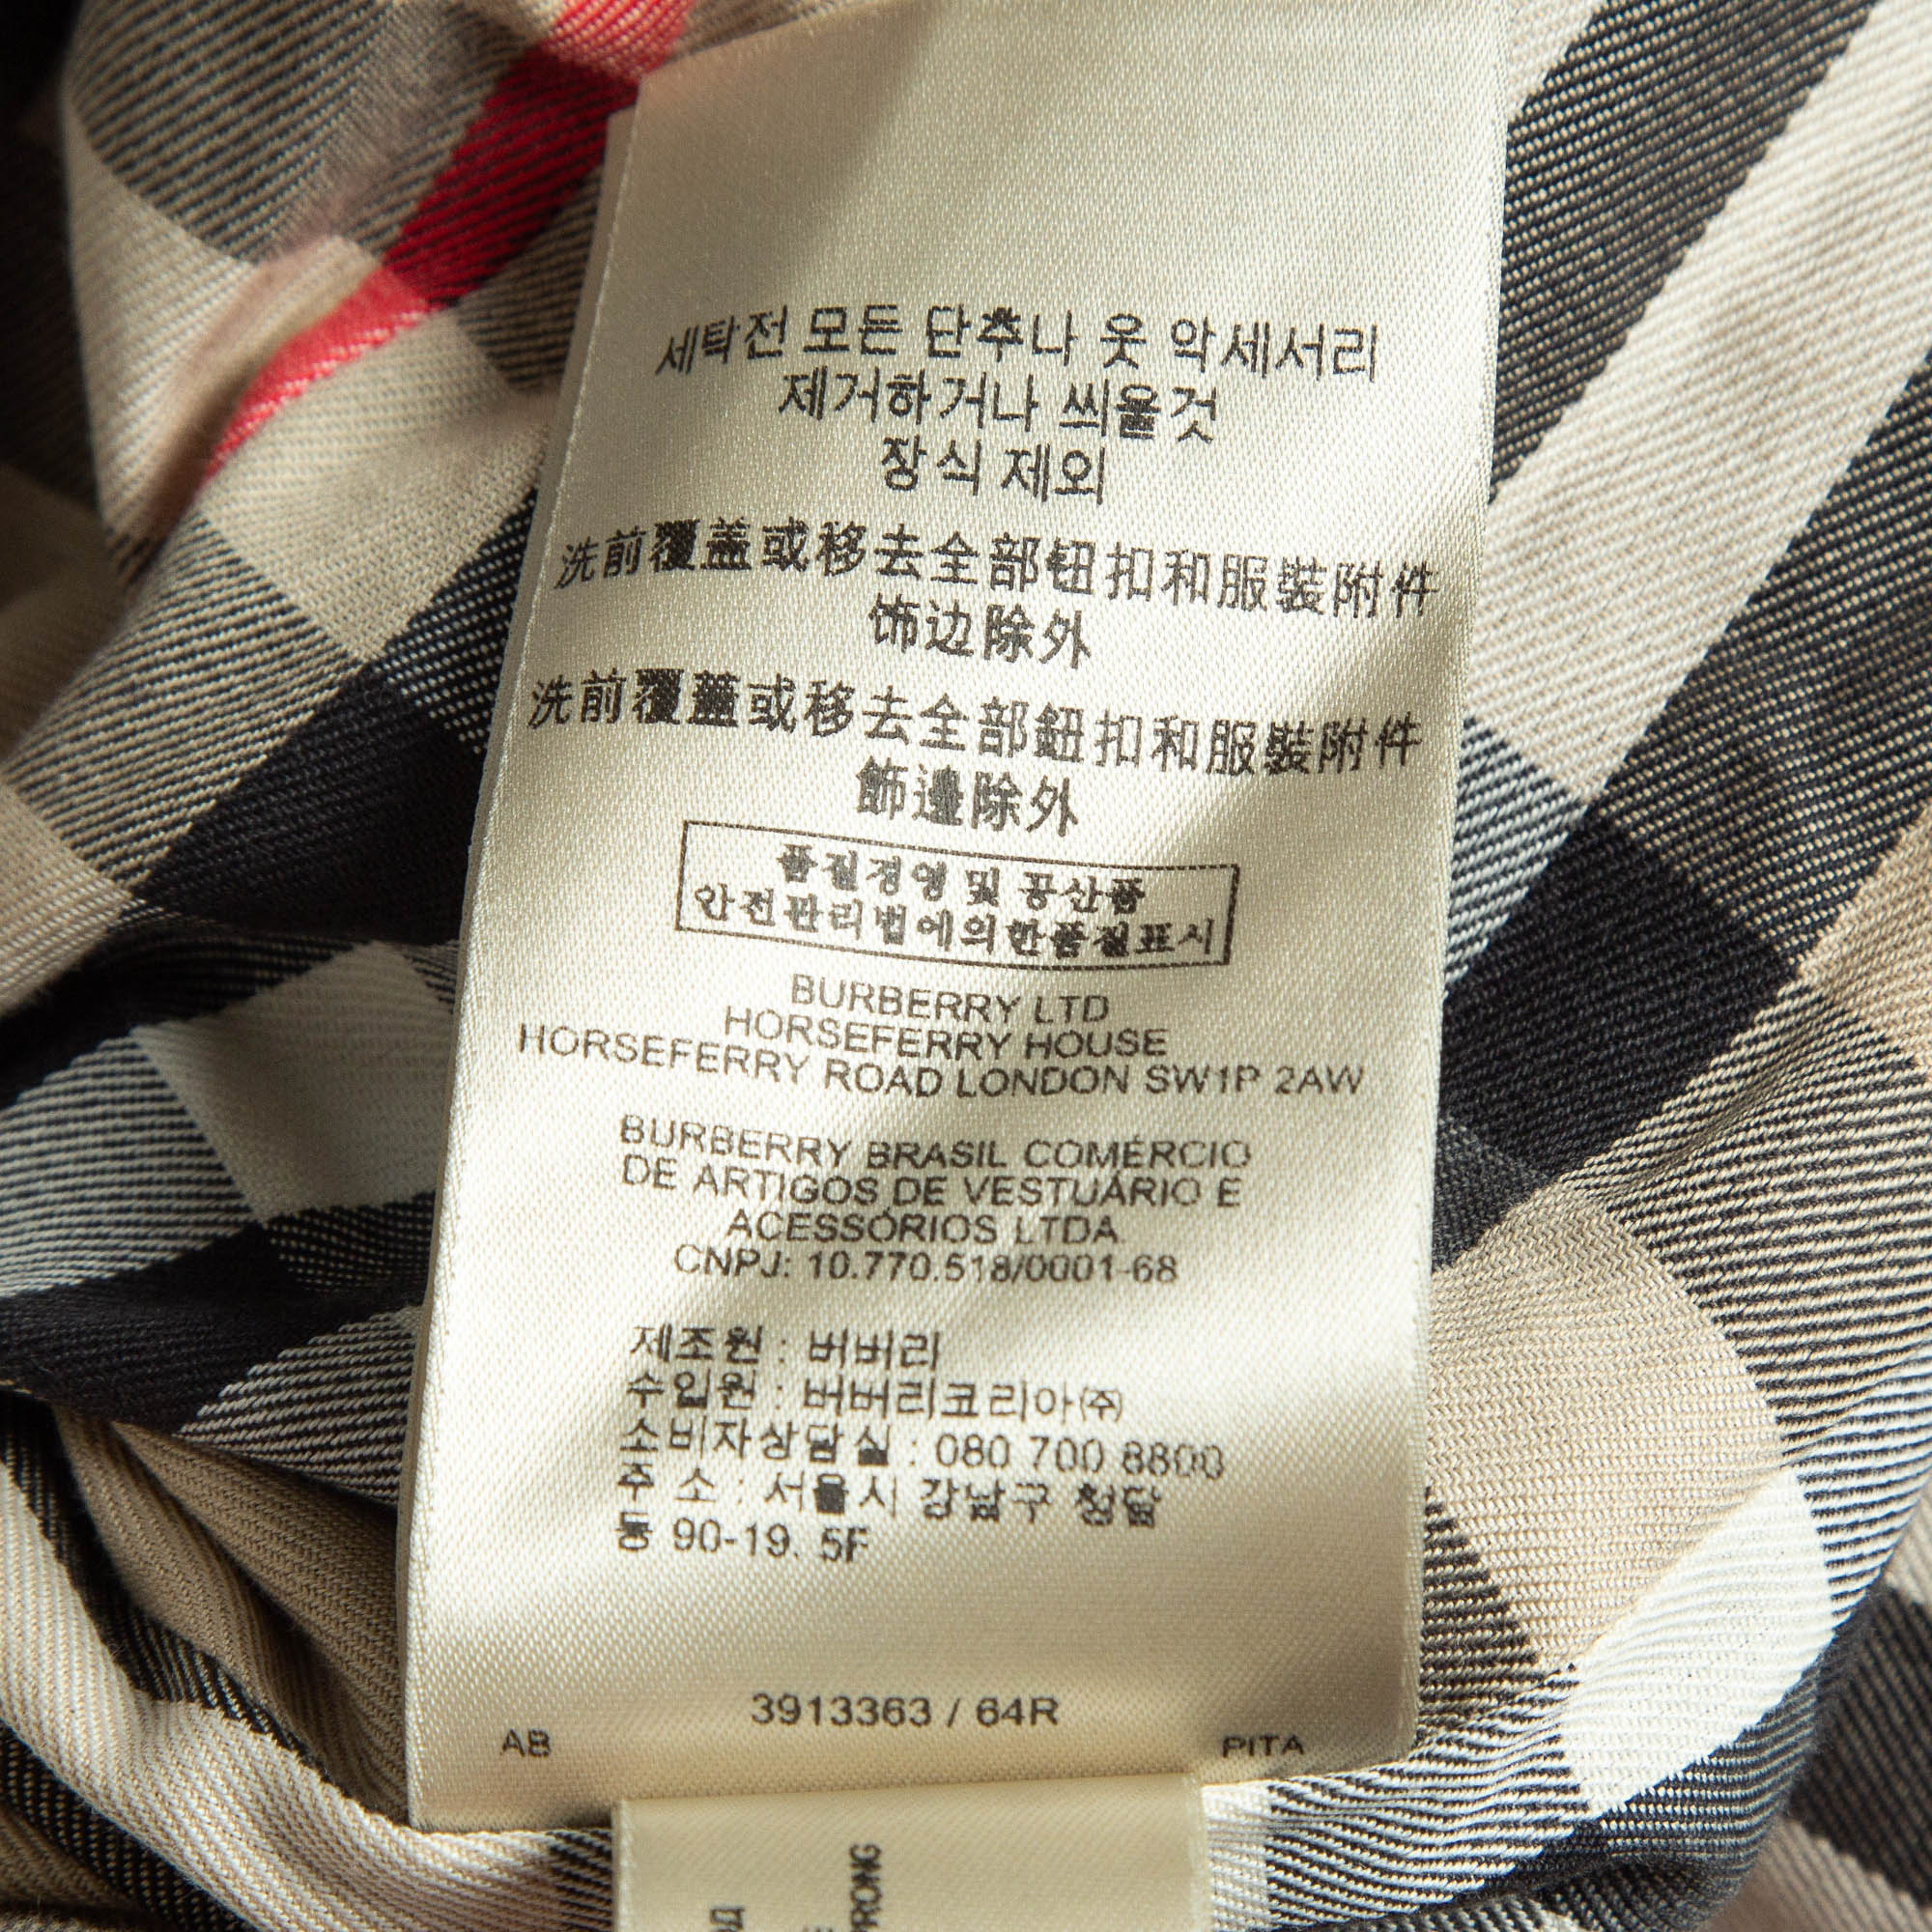 세탁전 모든 단추나 옷 악세서리
제거하거나 씌울것
장식 제외
洗前覆盖或移去全部钮扣和服裝附件
饰边除外
洗前覆蓋或移去全部鈕扣和服裝附件
飾邊除外
품질경영 및 공산품
안전관리법에의한품질표시
BURBERRY LTD
HORSEFERRY HOUSE
HORSEFERRY ROAD LONDON SW1P 2AW
BURBERRY BRASIL COMÉRCIO
DE ARTIGOS DE VESTUÁRIO E
ACESSÓRIOS LTDA
CNPJ: 10.770.518/0001-68
제조원 : 버버리
수입원 : 버버리코리아㈜
소비자상담실 : 080 700 8800
주 소 : 서울시 강남구 청담
동 90-19. 5F
3913363 / 64R
AB
PITA
PRONG